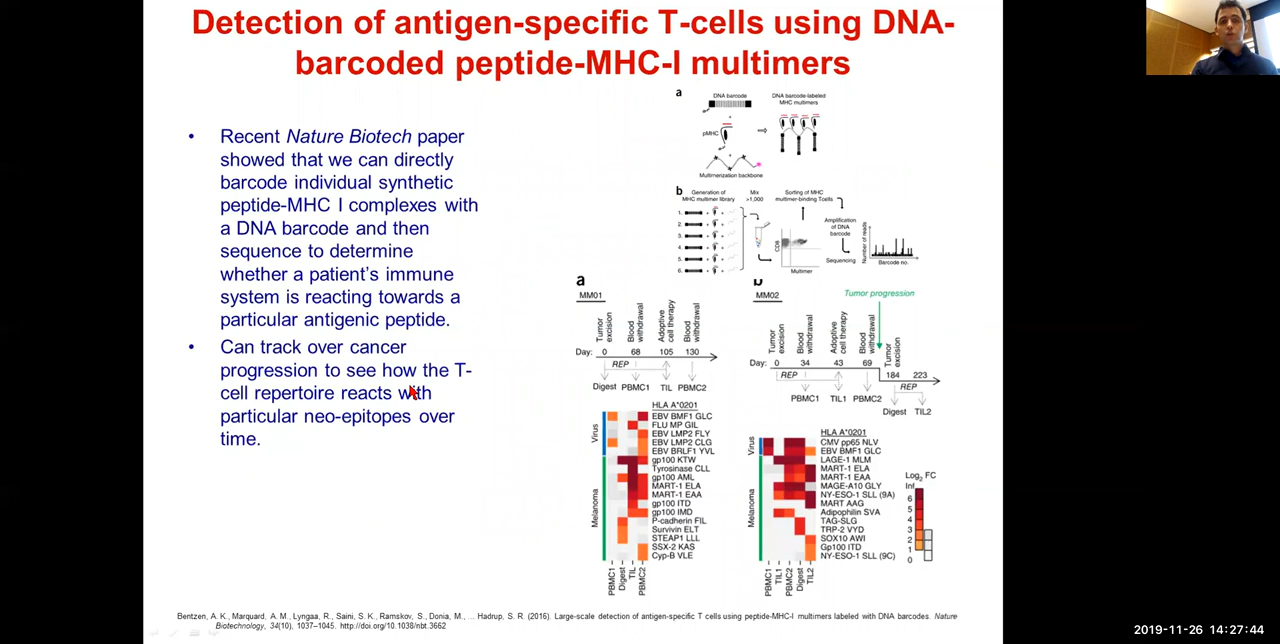 Detection of antigen-specific T-cells using DNA-
barcoded peptide-MHC-I multimers
• Recent Nature Biotech paper
showed that we can directly
barcode individual synthetic
peptide-MHC I complexes with
a DNA barcode and then
sequence to determine
whether a patient's immune
system is reacting towards a
particular antigenic peptide.
• Can track over cancer
progression to see how the T-
cell repertoire reacts with
particular neo-epitopes over
time.
a
DNA barcode
DNA barcode-labeled
MHC multimers
pMHC
Multimerization backbone
b
Generation of
MHC multimer library
Mix
>1,000
Sorting of MHC
multimer-binding Tcells
1.
2.
3.
4.
5.
6.
CD8
Multimer
Amplification
of DNA
barcode
Sequencing
Number of reads
Barcode no.
a
MM01
Tumor
excision
Blood
withdrawal
Adoptive
cell therapy
Blood
withdrawal
Day: 0 68 105 130
REP
Digest PBMC1 TIL PBMC2
HLA A*0201
Virus
EBV BMF1 GLC
FLU MP GIL
EBV LMP2 FLY
EBV LMP2 CLG
EBV BRLF1 YVL
Melanoma
gp100 KTW
Tyrosinase CLL
gp100 AML
MART-1 ELA
MART-1 EAA
gp100 ITD
gp100 IMD
P-cadherin FIL
Survivin ELT
STEAP1 LLL
SSX-2 KAS
Cyp-B VLE
PBMC1
Digest
TIL
PBMC2
b
MM02
Tumor progression
Tumor
excision
Blood
withdrawal
Adoptive
cell therapy
Blood
withdrawal
Tumor
excision
Day: 0 34 43 69 184 223
REP
REP
PBMC1 TIL1 PBMC2 Digest TIL2
HLA A*0201
Virus
CMV pp65 NLV
EBV BMF1 GLC
Melanoma
LAGE-1 MLM
MART-1 ELA
MART-1 EAA
MAGE-A10 GLY
NY-ESO-1 SLL (9A)
MART AAG
Adipophilin SVA
TAG-SLG
TRP-2 VYD
SOX10 AWI
Gp100 ITD
NY-ESO-1 SLL (9C)
PBMC1
TIL1
PBMC2
Digest
TIL2
Log2 FC
Inf
6
5
4
3
2
1
0
Bentzen, A. K., Marquard, A. M., Lyngaa, R., Saini, S. K., Ramskov, S., Donia, M., ... Hadrup, S. R. (2016). Large-scale detection of antigen-specific T cells using peptide-MHC-I multimers labeled with DNA barcodes. Nature
Biotechnology, 34(10), 1037–1045. http://doi.org/10.1038/nbt.3662
2019-11-26 14:27:44